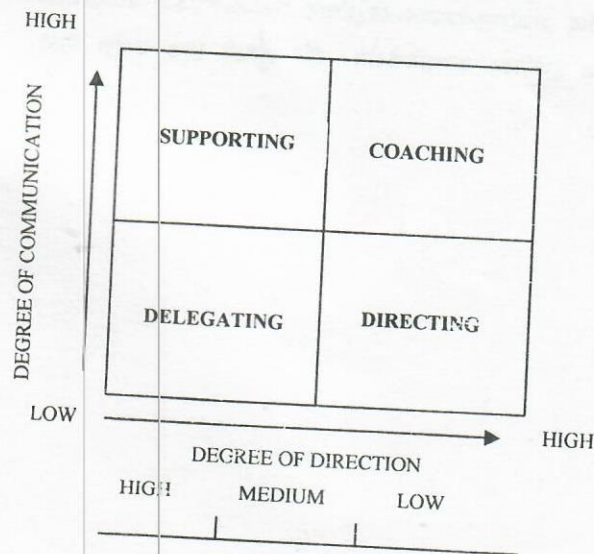 HIGH
DEGREE OF COMMUNICATION
SUPPORTING COACHING
DELEGATING DIRECTING
LOW
HIGH
DEGREE OF DIRECTION
HIGH MEDIUM LOW